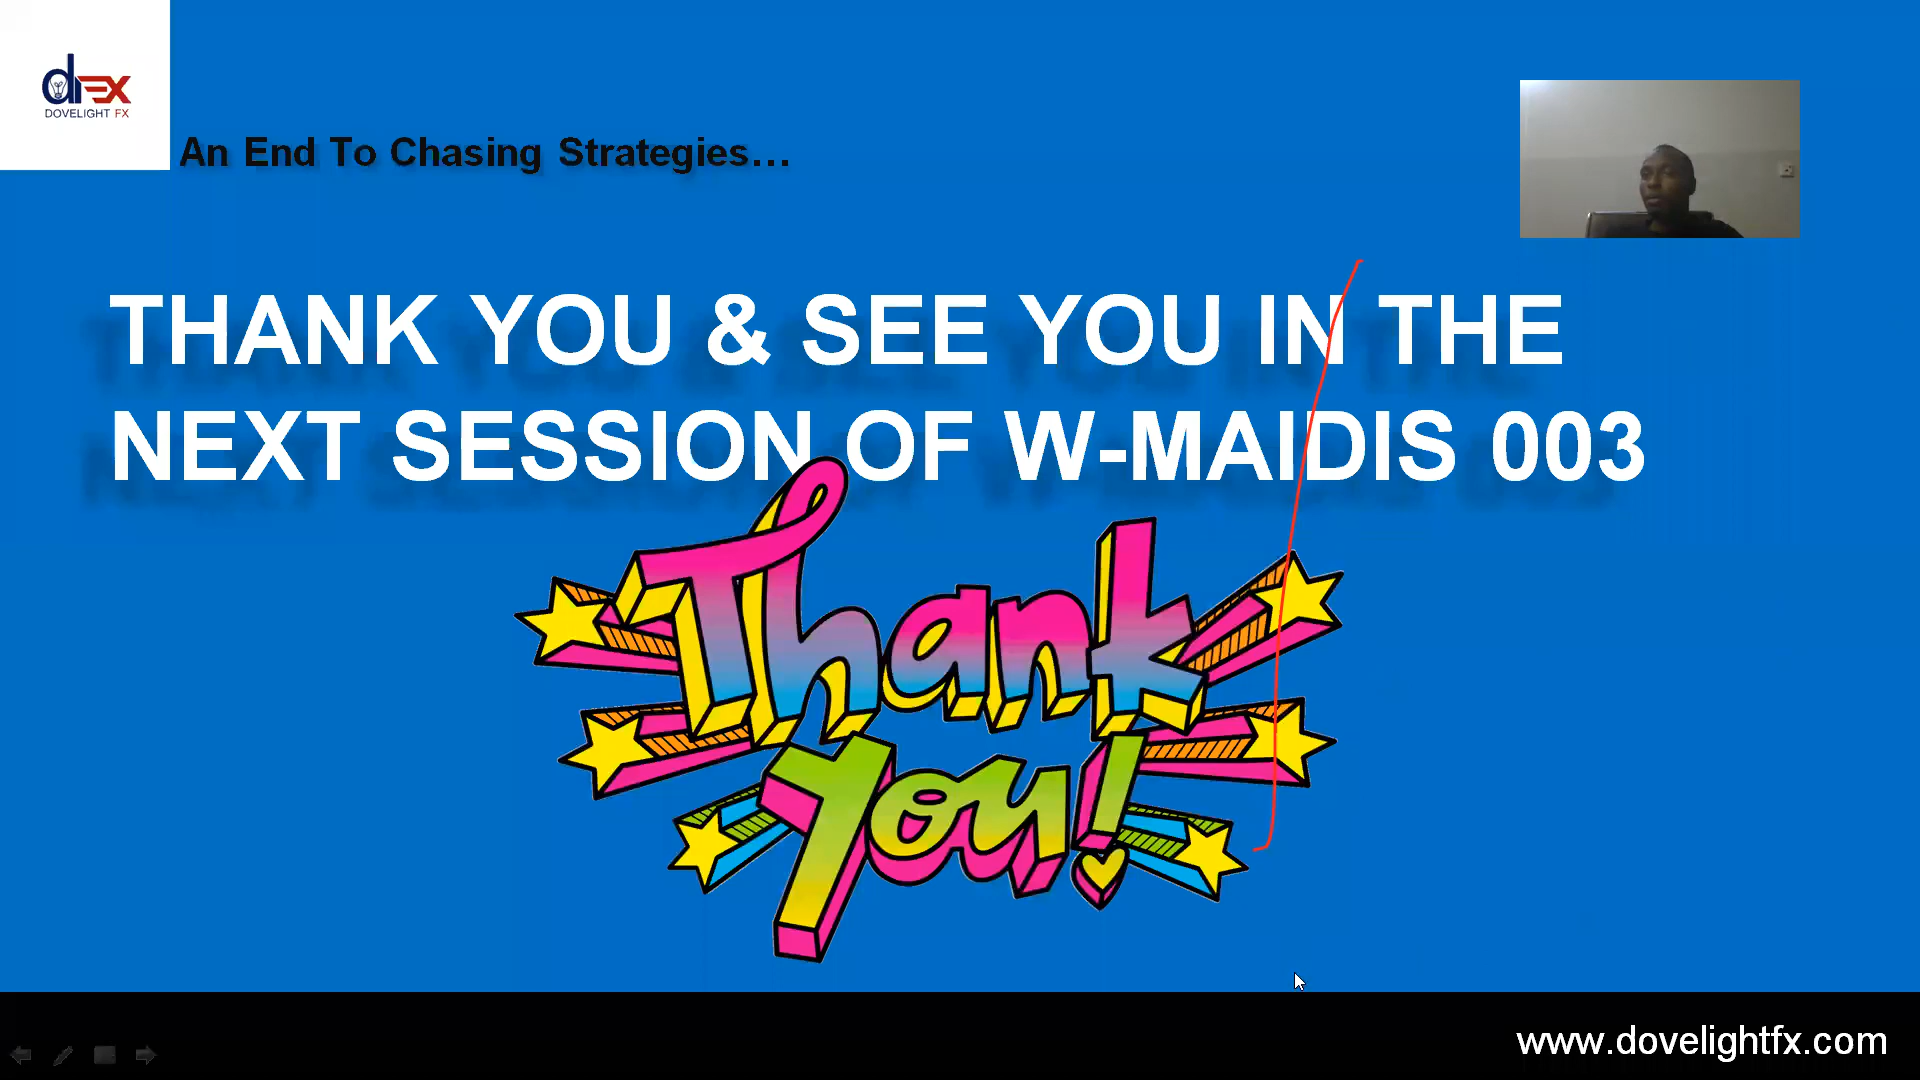 dLFX
DOVELIGHT FX
An End To Chasing Strategies...
THANK YOU & SEE YOU IN THE
NEXT SESSION OF W-MAIDIS 003
Thank
You!
www.dovelightfx.com